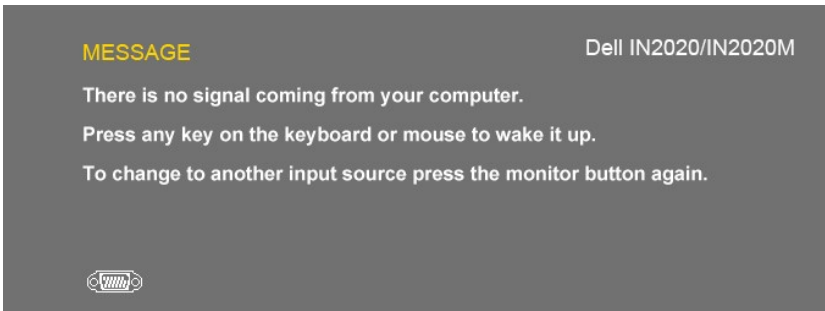 MESSAGE
Dell IN2020/IN2020M
There is no signal coming from your computer.
Press any key on the keyboard or mouse to wake it up.
To change to another input source press the monitor button again.